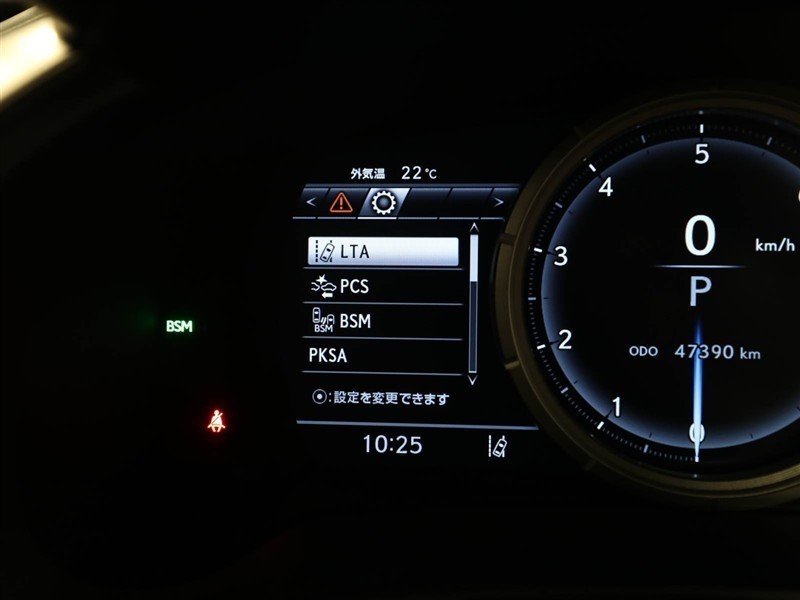 外気温 22℃
< >
LTA
PCS
BSM BSM
PKSA
⦿:設定を変更できます
10:25
BSM
5
4
3
2
1
0
0 km/h
P
ODO 47390 km